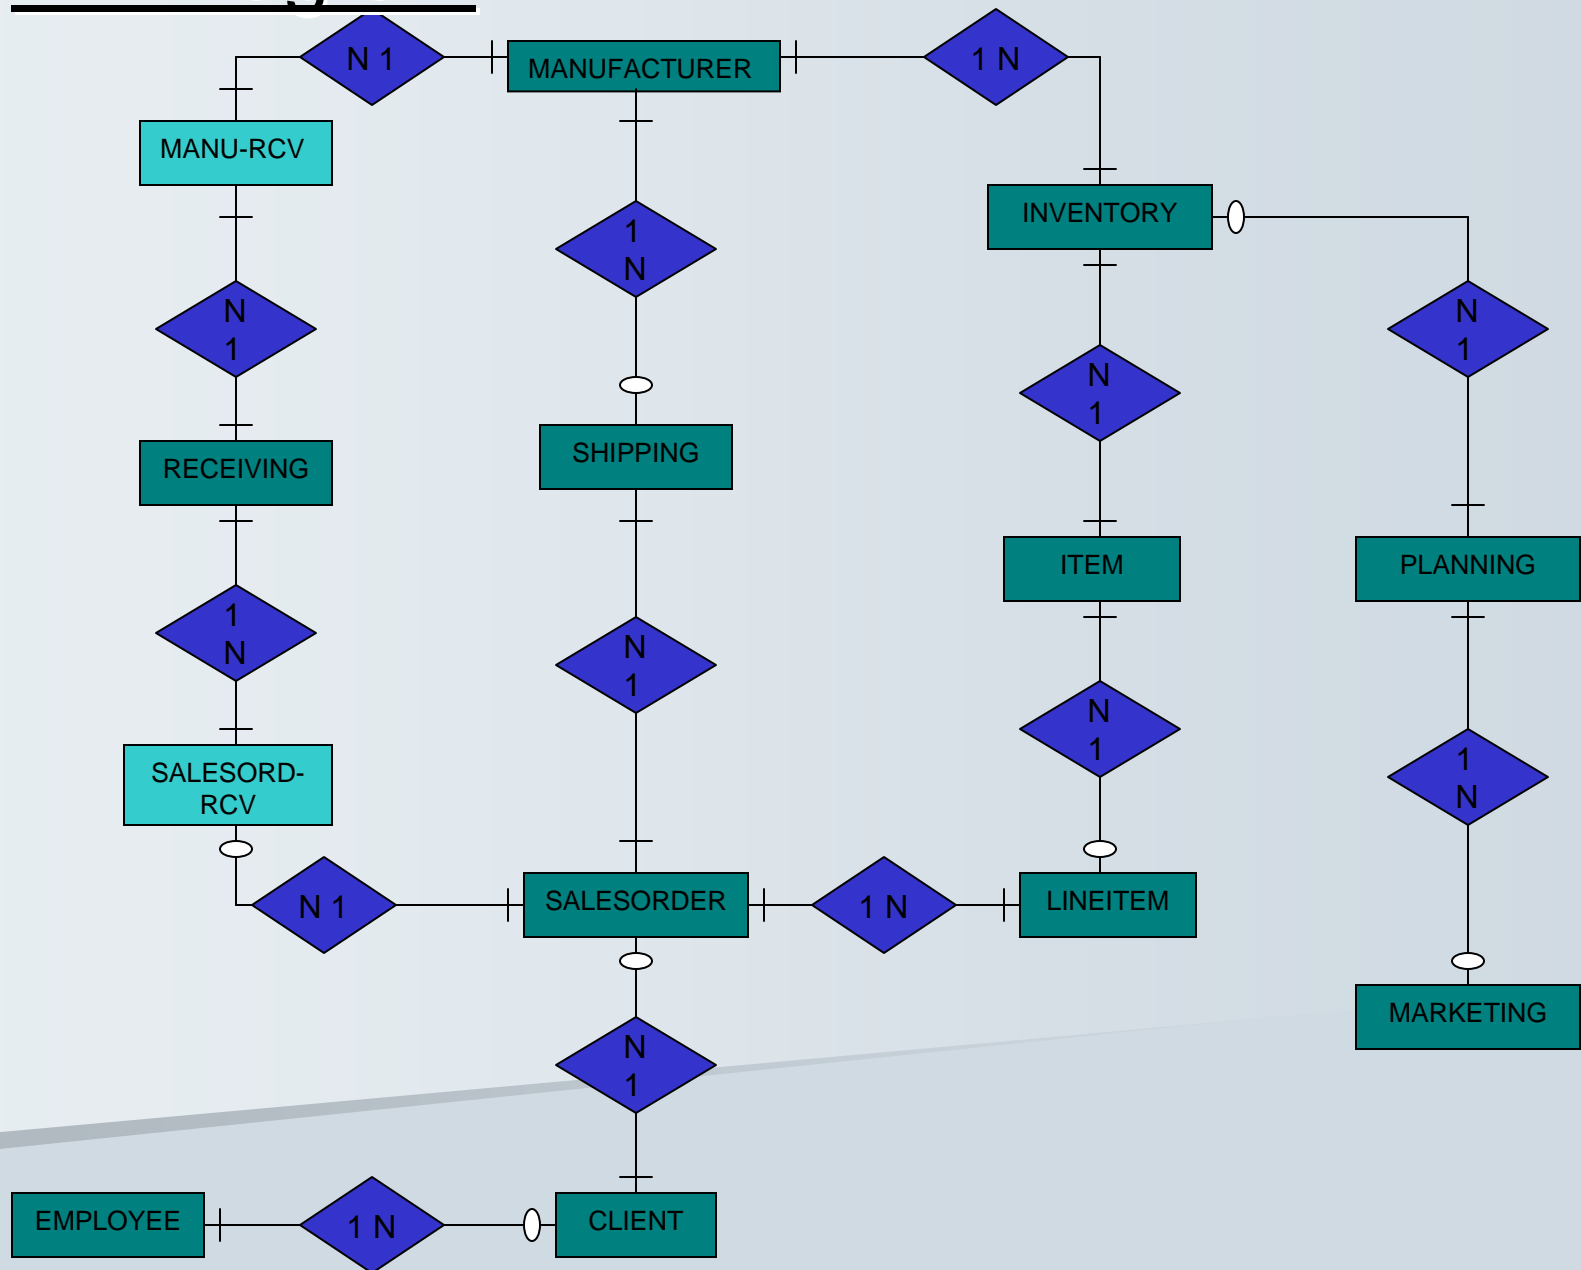 N 1
MANUFACTURER
1 N
MANU-RCV
INVENTORY
1
N
N
1
N
1
N
1
RECEIVING
SHIPPING
ITEM
PLANNING
1
N
N
1
N
1
1
N
SALESORD-
RCV
N 1
SALESORDER
1 N
LINEITEM
MARKETING
N
1
EMPLOYEE
1 N
CLIENT